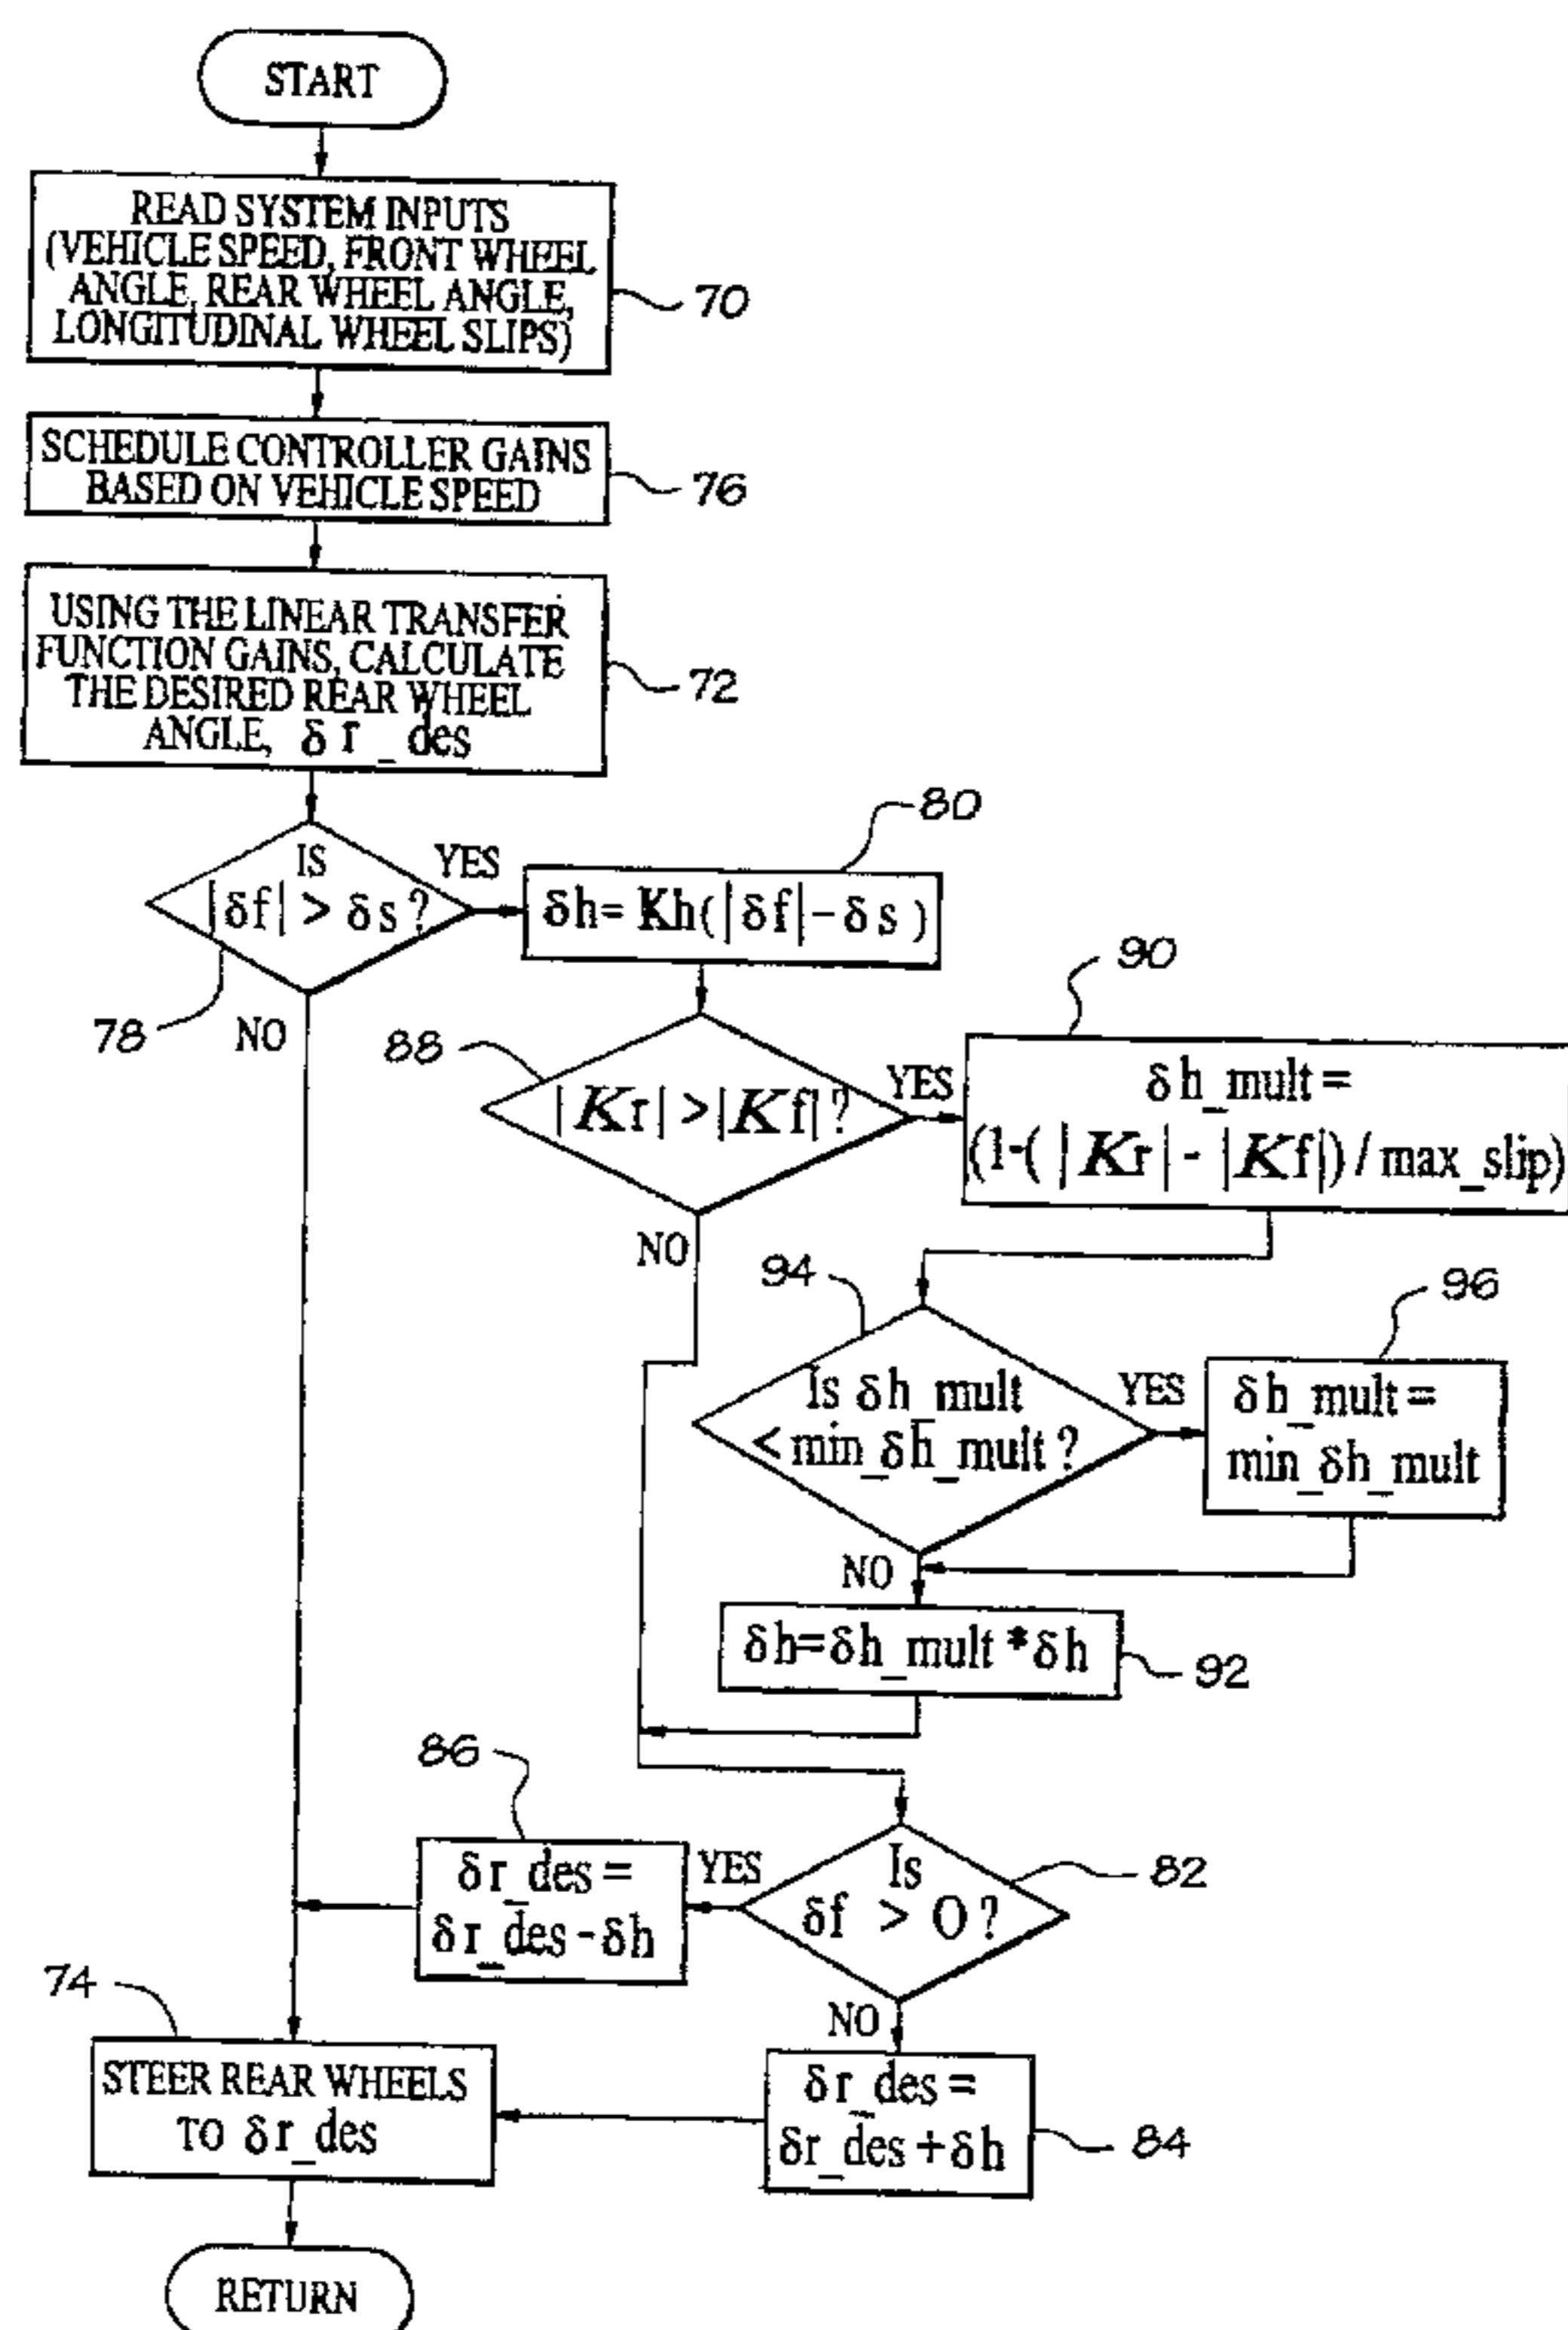 START
READ SYSTEM INPUTS
(VEHICLE SPEED, FRONT WHEEL
ANGLE, REAR WHEEL ANGLE,
LONGITUDINAL WHEEL SLIPS)
70
SCHEDULE CONTROLLER GAINS
BASED ON VEHICLE SPEED
76
USING THE LINEAR TRANSFER
FUNCTION GAINS, CALCULATE
THE DESIRED REAR WHEEL
ANGLE, δr_des
72
IS
|δf| > δs?
78
YES
NO
80
δh = Kh(|δf| - δs)
88
|Kr| > |Kf|?
YES
NO
90
δh_mult =
(1-( |Kr| - |Kf|) / max_slip)
94
Is δh_mult
< min_δh_mult ?
YES
NO
96
δh_mult =
min_δh_mult
δh=δh_mult *δh
92
86
δr_des =
δr_des - δh
YES
Is
δf > 0 ?
82
NO
74
STEER REAR WHEELS
TO δr_des
δr_des =
δr_des + δh
84
RETURN